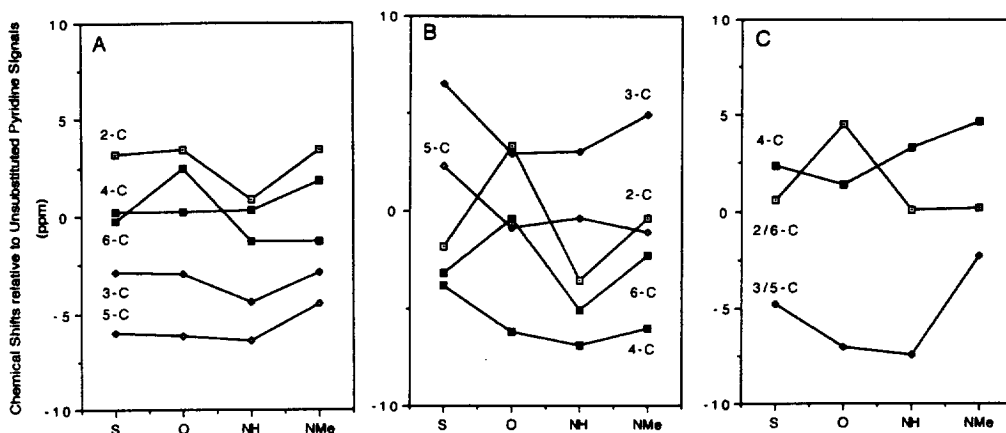 Chemical Shifts relative to Unsubstituted Pyridine Signals
(ppm)
A
10
5
0
-5
-10
2-C
4-C
6-C
3-C
5-C
S
O
NH
NMe
B
10
0
-10
3-C
5-C
2-C
6-C
4-C
S
O
NH
NMe
C
10
5
0
-5
-10
4-C
2/6-C
3/5-C
S
O
NH
NMe